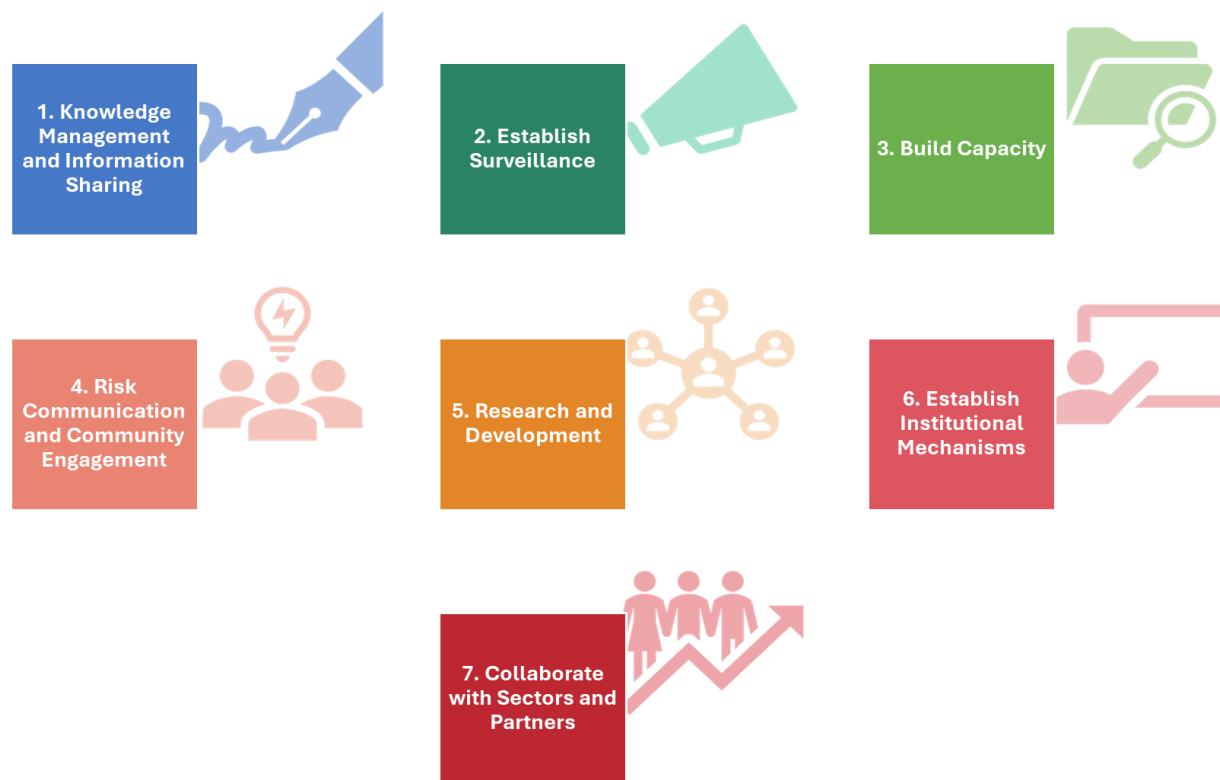 1. Knowledge
Management
and Information
Sharing
2. Establish
Surveillance
3. Build Capacity
4. Risk
Communication
and Community
Engagement
5. Research and
Development
6. Establish
Institutional
Mechanisms
7. Collaborate
with Sectors and
Partners